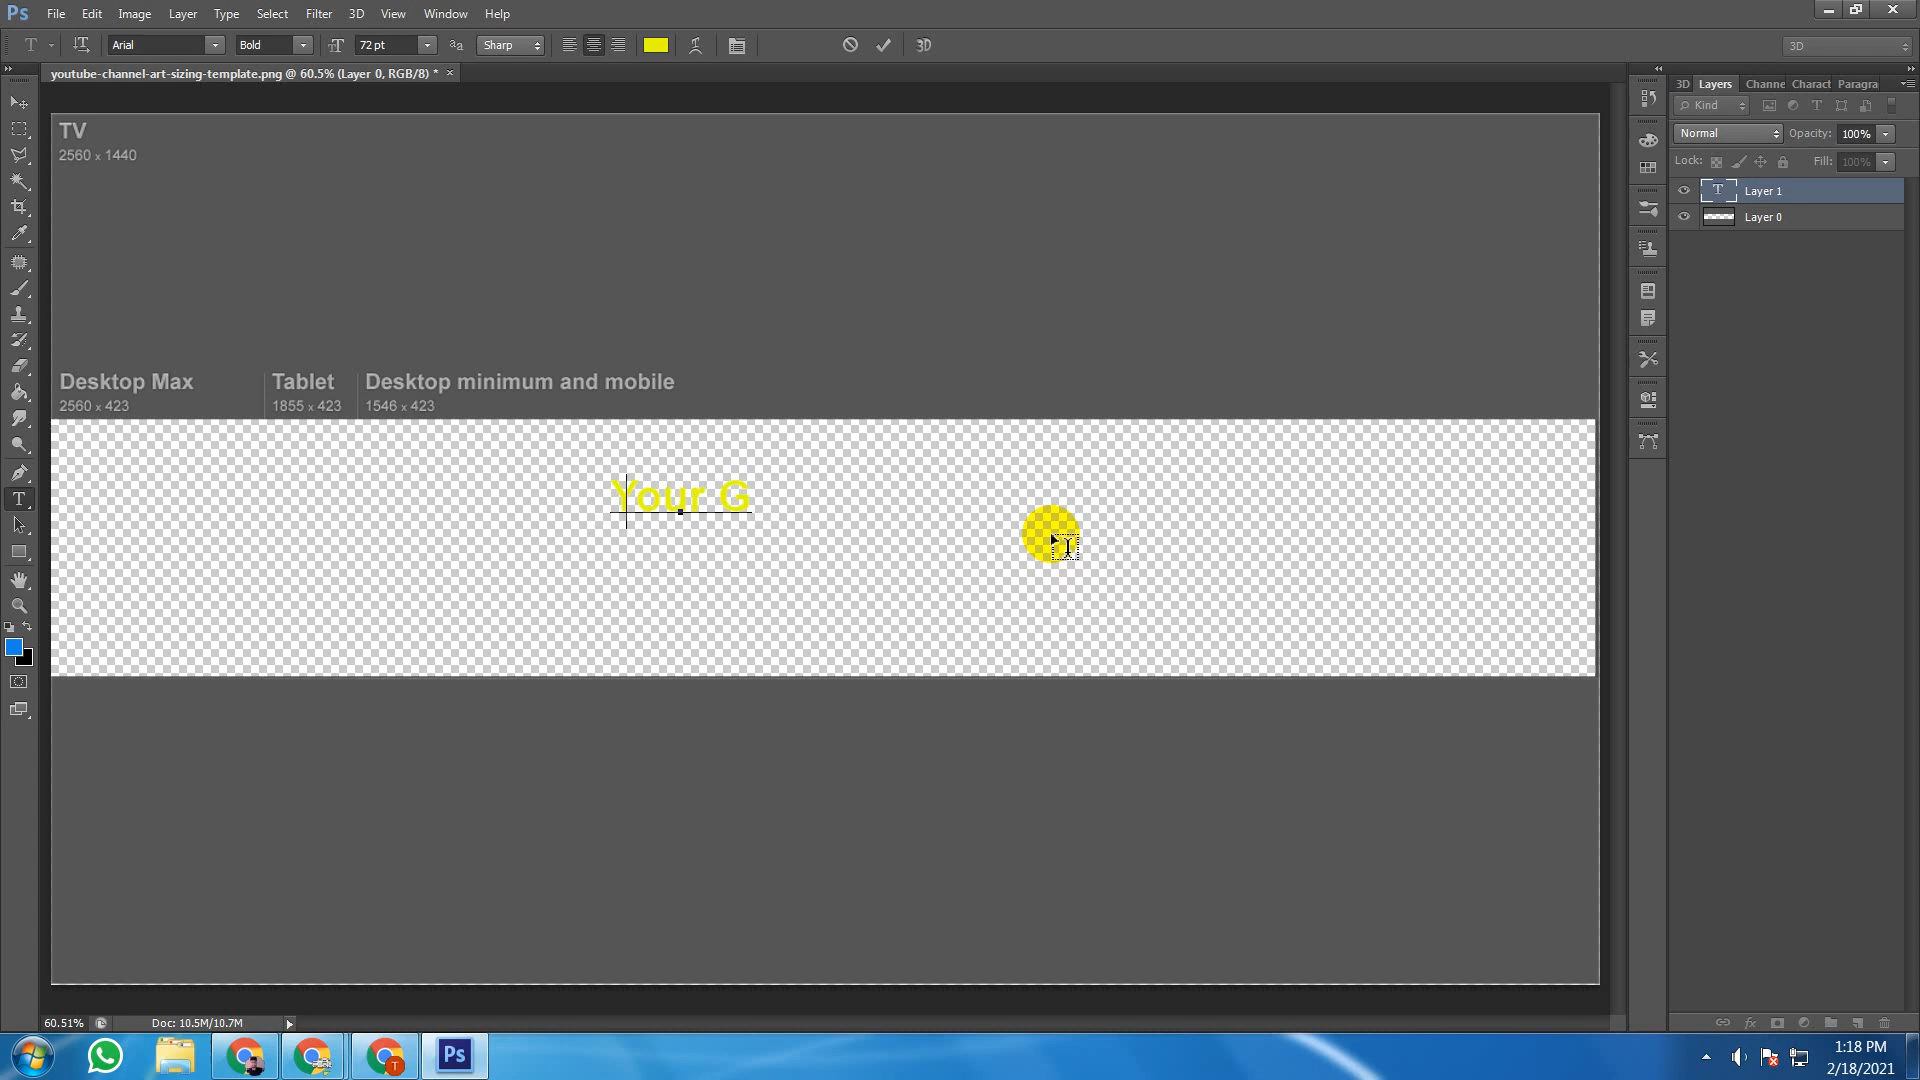 Ps File Edit Image Layer Type Select Filter 3D View Window Help
T Arial Bold 72 pt Sharp 3D 3D
youtube-channel-art-sizing-template.png @ 60.5% (Layer 0, RGB/8) * ×
3D Layers Channe Charact Paragra
Kind
Normal Opacity: 100%
Lock: Fill: 100%
T Layer 1
Layer 0
TV
2560 x 1440
Desktop Max Tablet Desktop minimum and mobile
2560 x 423 1855 x 423 1546 x 423
Your G
60.51% Doc: 10.5M/10.7M
fx
T Ps
1:18 PM
2/18/2021